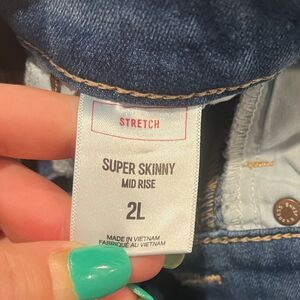 STRETCH
SUPER SKINNY
MID RISE
2L
MADE IN VIETNAM
FABRIQUÉ AU VIETNAM